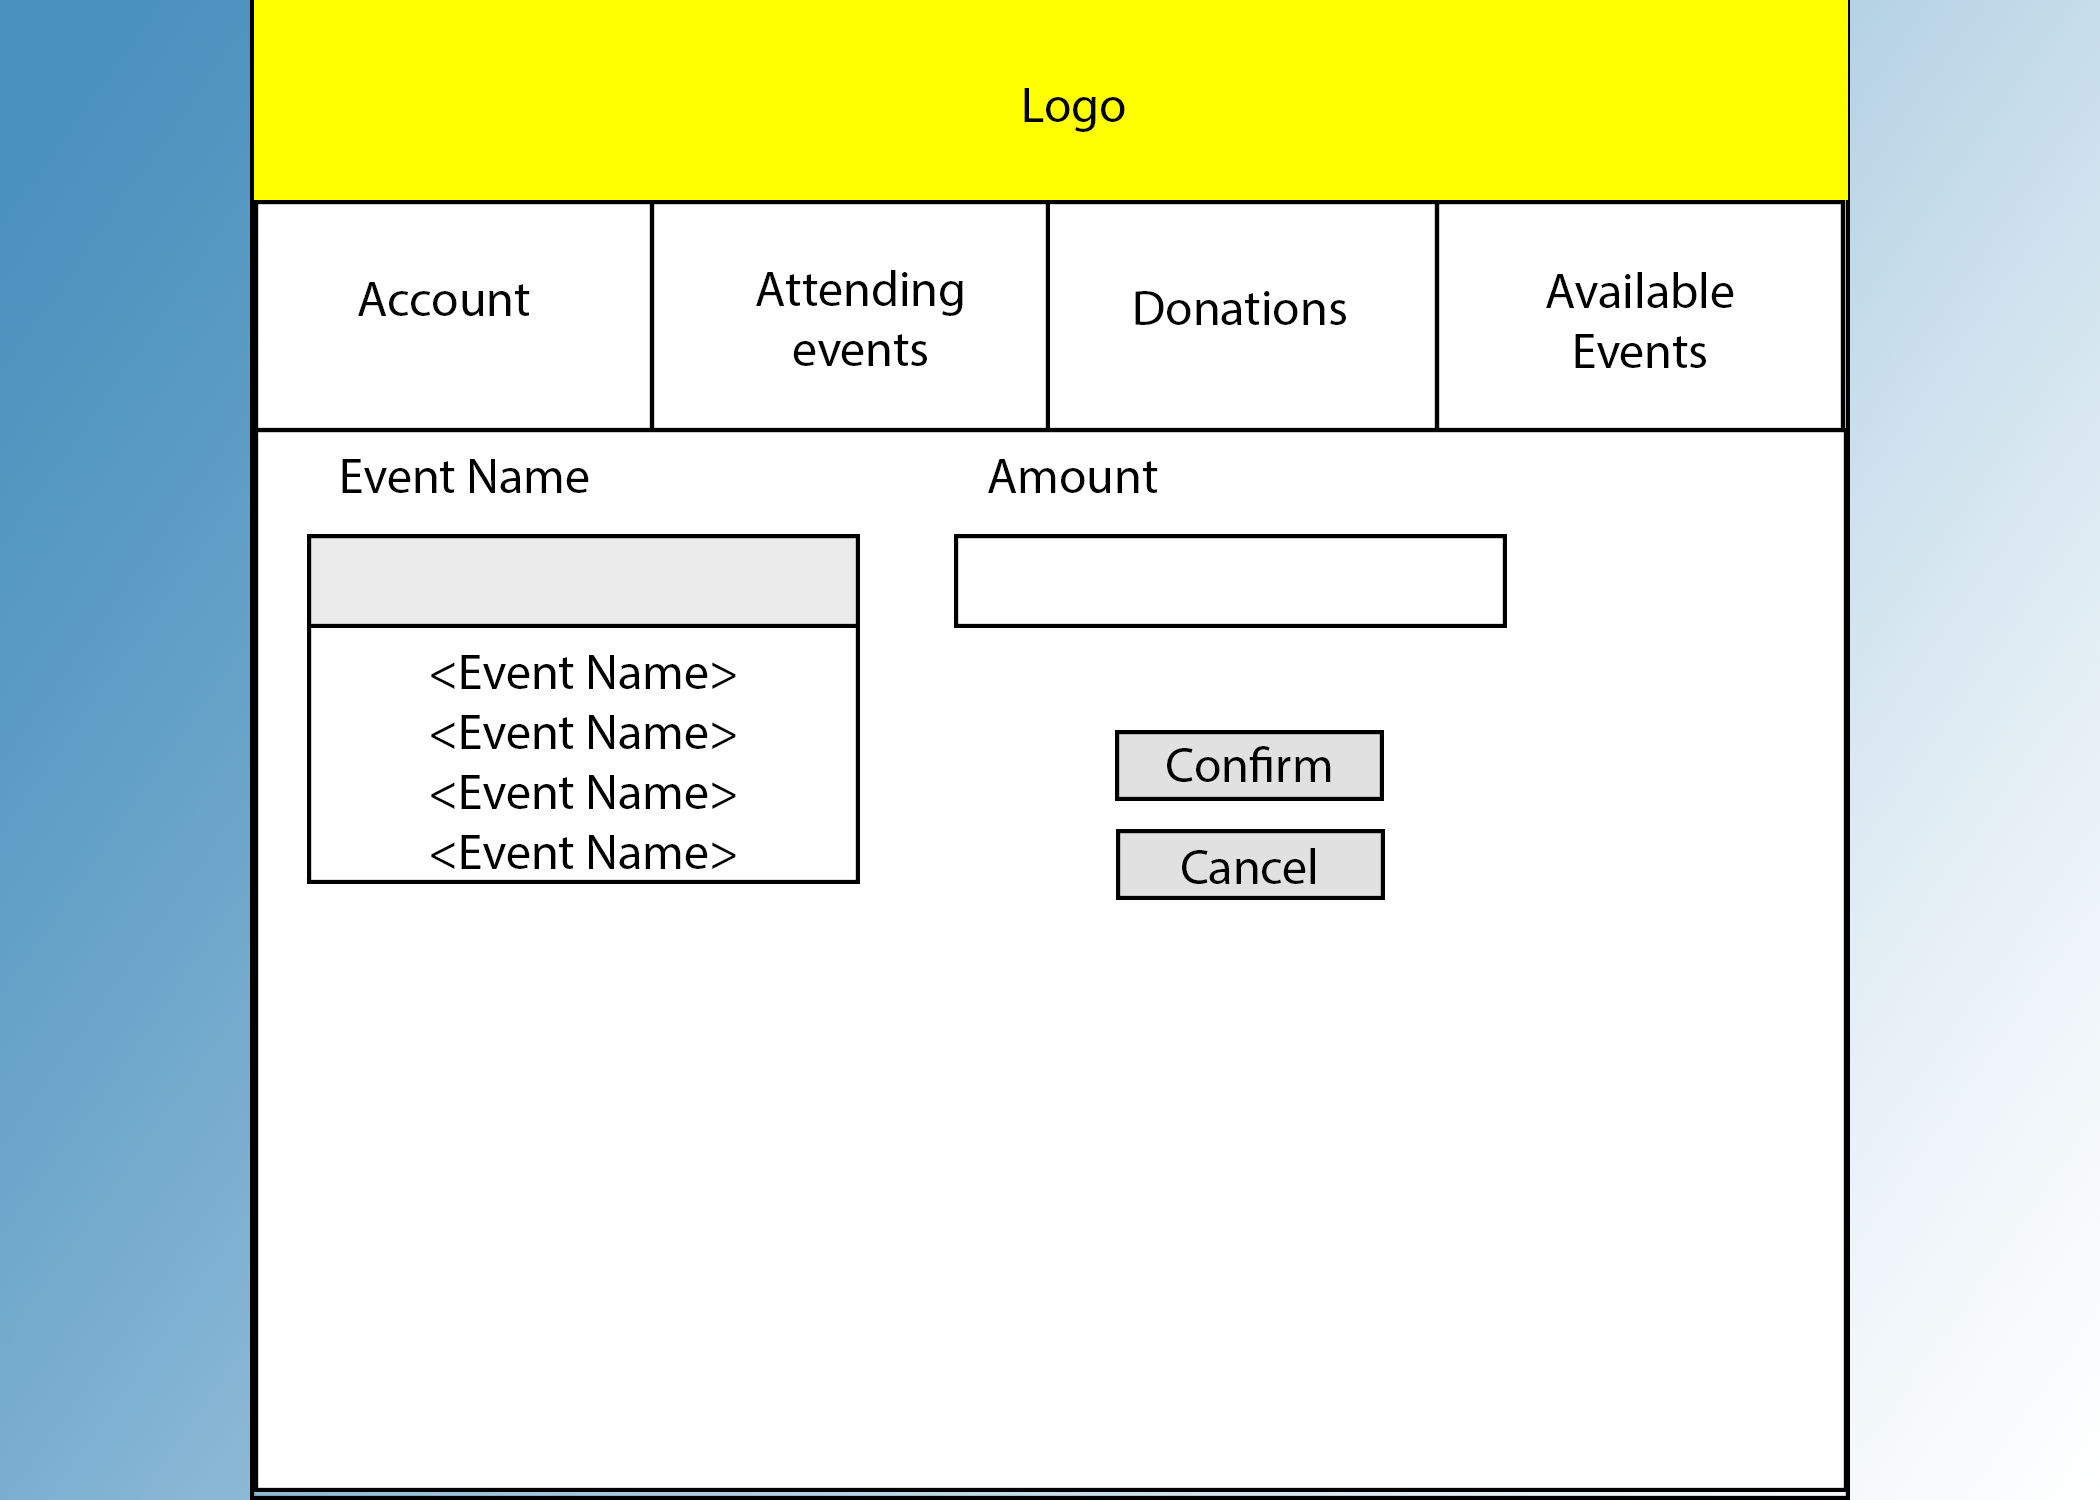 Logo
Account
Attending
events
Donations
Available
Events
Event Name
Amount
<Event Name>
<Event Name>
<Event Name>
<Event Name>
Confirm
Cancel